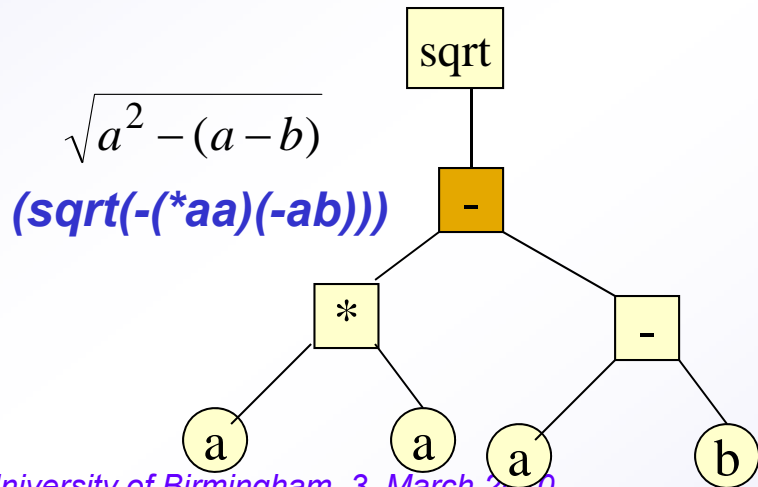 sqrt
√a² – (a – b)
(sqrt(-(*aa)(-ab)))
-
*
-
a
a
a
b
University of Birmingham, 3. March